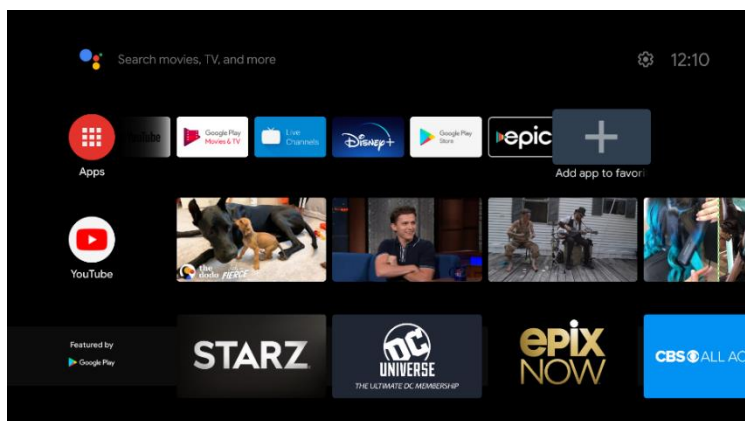 Search movies, TV, and more
12:10
Google Play
Movies & TV
Live
Channels
Disney+
Google Play
Store
epic
Apps
Add app to favori
YouTube
the
dodo FIERCE
Featured by
Google Play
STARZ
DC
UNIVERSE
THE ULTIMATE DC MEMBERSHIP
epix
NOW
CBS ALL AC